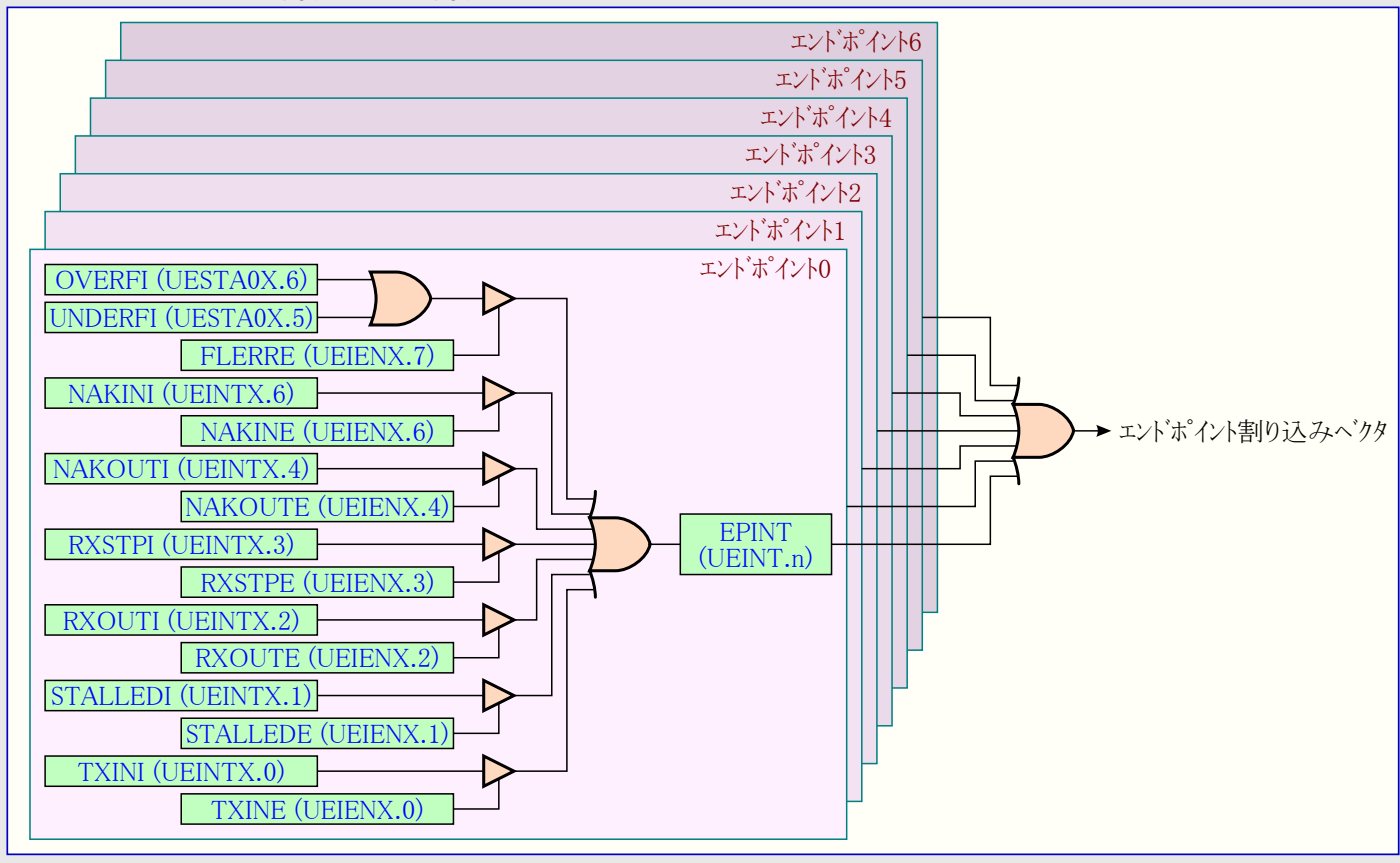 ｴﾝﾄﾞﾎﾟｲﾝﾄ6
ｴﾝﾄﾞﾎﾟｲﾝﾄ5
ｴﾝﾄﾞﾎﾟｲﾝﾄ4
ｴﾝﾄﾞﾎﾟｲﾝﾄ3
ｴﾝﾄﾞﾎﾟｲﾝﾄ2
ｴﾝﾄﾞﾎﾟｲﾝﾄ1
ｴﾝﾄﾞﾎﾟｲﾝﾄ0
OVERFI (UESTA0X.6)
UNDERFI (UESTA0X.5)
FLERRE (UEIENX.7)
NAKINI (UEINTX.6)
NAKINE (UEIENX.6)
NAKOUTI (UEINTX.4)
NAKOUTE (UEIENX.4)
RXSTPI (UEINTX.3)
RXSTPE (UEIENX.3)
RXOUTI (UEINTX.2)
RXOUTE (UEIENX.2)
STALLEDI (UEINTX.1)
STALLEDE (UEIENX.1)
TXINI (UEINTX.0)
TXINE (UEIENX.0)
EPINT
(UEINT.n)
ｴﾝﾄﾞﾎﾟｲﾝﾄ割り込みﾍﾞｸﾀ